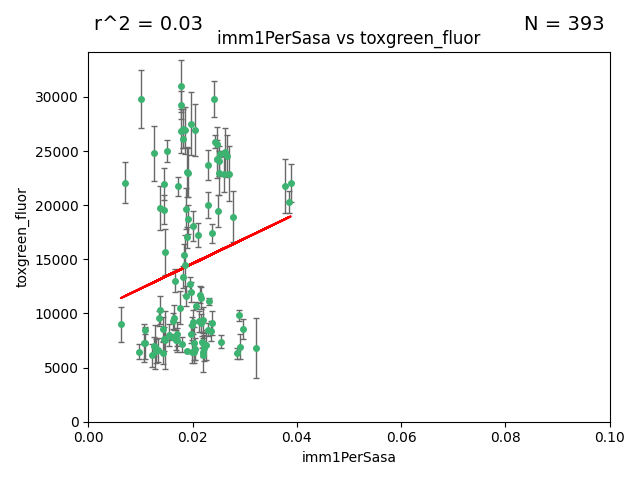 r^2 = 0.03
N = 393
imm1PerSasa vs toxgreen_fluor
30000
25000
20000
15000
10000
5000
0
toxgreen_fluor
0.00
0.02
0.04
0.06
0.08
0.10
imm1PerSasa